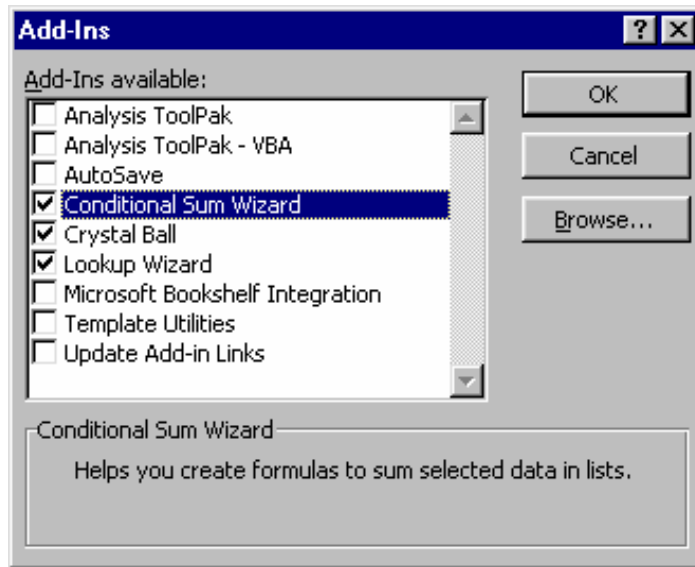 Add-Ins
?
Add-Ins available:
Analysis ToolPak
Analysis ToolPak - VBA
AutoSave
Conditional Sum Wizard
Crystal Ball
Lookup Wizard
Microsoft Bookshelf Integration
Template Utilities
Update Add-in Links
OK
Cancel
Browse...
Conditional Sum Wizard
Helps you create formulas to sum selected data in lists.